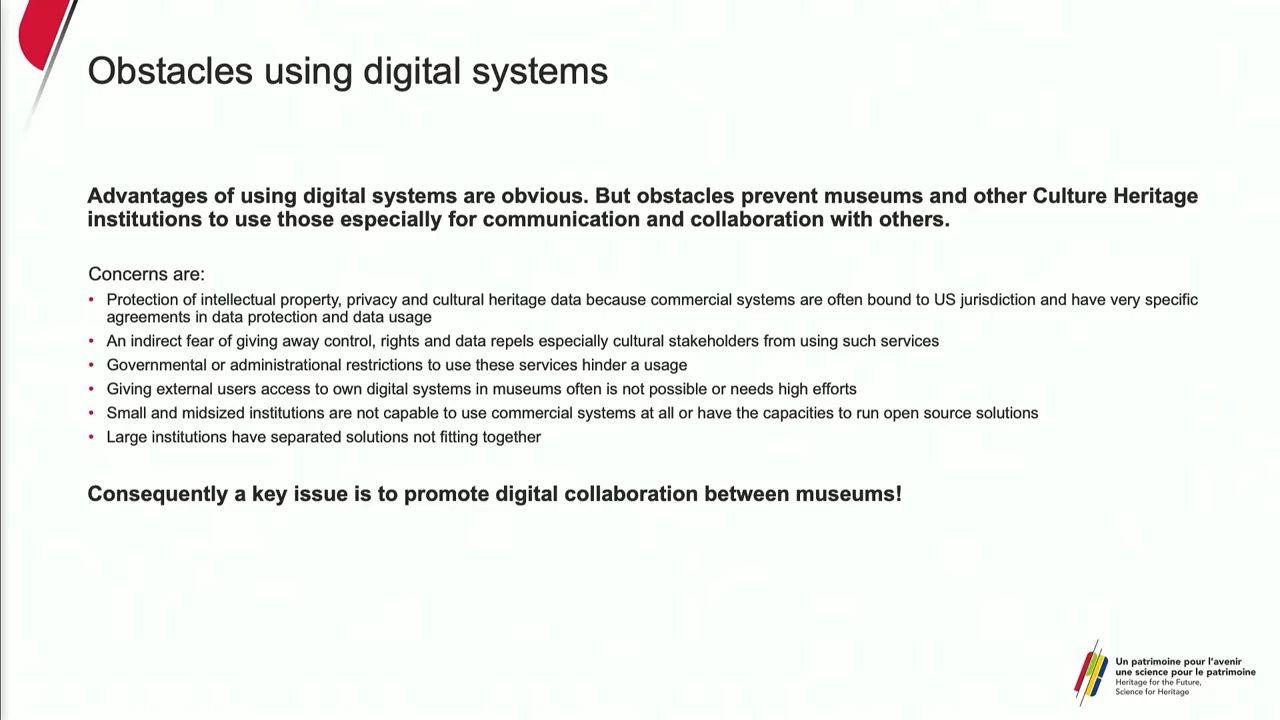 Obstacles using digital systems
Advantages of using digital systems are obvious. But obstacles prevent museums and other Culture Heritage
institutions to use those especially for communication and collaboration with others.
Concerns are:
• Protection of intellectual property, privacy and cultural heritage data because commercial systems are often bound to US jurisdiction and have very specific
agreements in data protection and data usage
• An indirect fear of giving away control, rights and data repels especially cultural stakeholders from using such services
• Governmental or administrational restrictions to use these services hinder a usage
• Giving external users access to own digital systems in museums often is not possible or needs high efforts
• Small and midsized institutions are not capable to use commercial systems at all or have the capacities to run open source solutions
• Large institutions have separated solutions not fitting together
Consequently a key issue is to promote digital collaboration between museums!
Un patrimoine pour l'avenir
une science pour le patrimoine
Heritage for the Future,
Science for Heritage